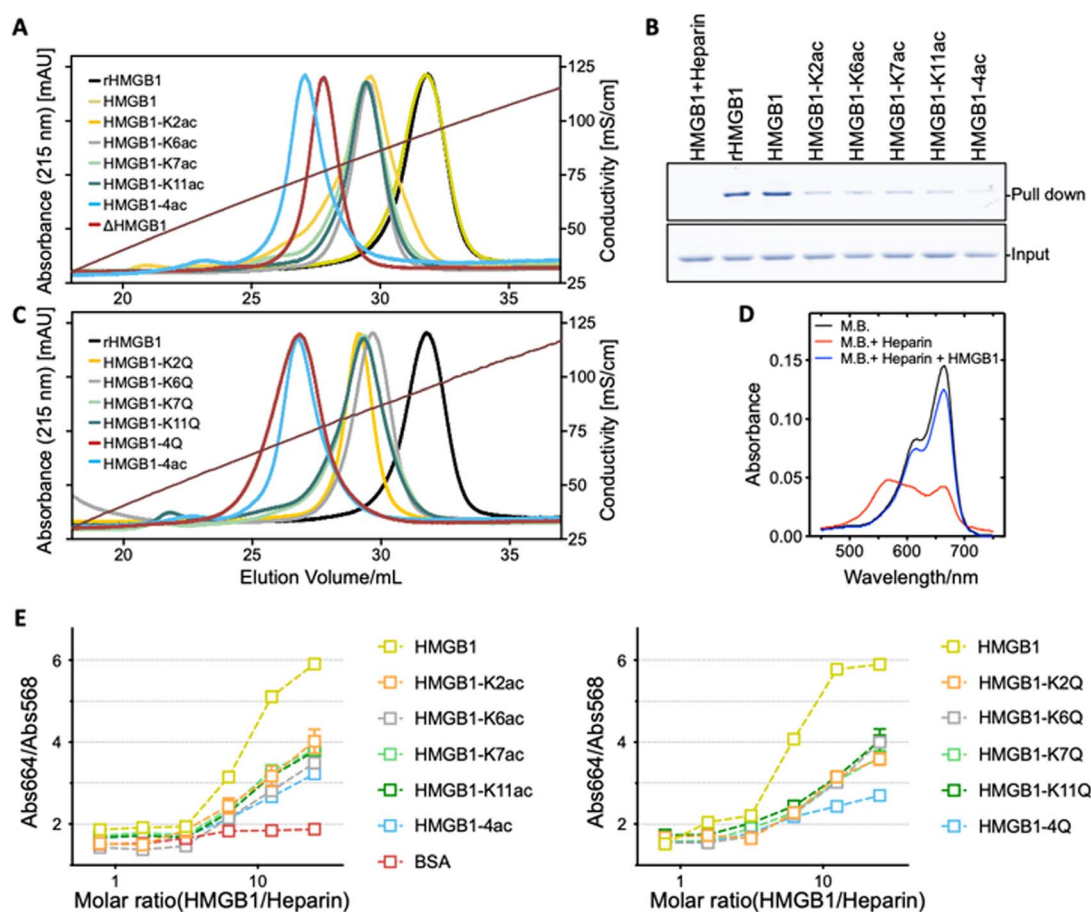 A
Absorbance (215 nm) [mAU]
rHMGB1
HMGB1
HMGB1-K2ac
HMGB1-K6ac
HMGB1-K7ac
HMGB1-K11ac
HMGB1-4ac
ΔHMGB1
125
100
75
50
25
Conductivity [mS/cm]
20 25 30 35
B
HMGB1+Heparin
rHMGB1
HMGB1
HMGB1-K2ac
HMGB1-K6ac
HMGB1-K7ac
HMGB1-K11ac
HMGB1-4ac
-Pull down
-Input
C
Absorbance (215 nm) [mAU]
rHMGB1
HMGB1-K2Q
HMGB1-K6Q
HMGB1-K7Q
HMGB1-K11Q
HMGB1-4Q
HMGB1-4ac
125
100
75
50
25
Conductivity [mS/cm]
20 25 30 35
Elution Volume/mL
D
M.B.
M.B.+ Heparin
M.B.+ Heparin + HMGB1
Absorbance
0.15
0.10
0.05
0.00
500 600 700
Wavelength/nm
E
Abs664/Abs568
6
4
2
1 10
Molar ratio(HMGB1/Heparin)
HMGB1
HMGB1-K2ac
HMGB1-K6ac
HMGB1-K7ac
HMGB1-K11ac
HMGB1-4ac
BSA
Abs664/Abs568
6
4
2
1 10
Molar ratio(HMGB1/Heparin)
HMGB1
HMGB1-K2Q
HMGB1-K6Q
HMGB1-K7Q
HMGB1-K11Q
HMGB1-4Q